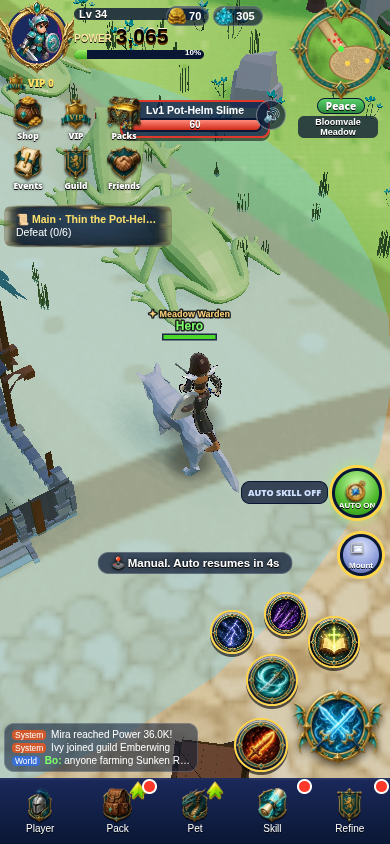 Lv 34
70
305
POWER 3,065
10%
VIP 0
Lv1 Pot-Helm Slime
60
Peace
Bloomvale
Meadow
Shop
VIP
Packs
Events
Guild
Friends
Main · Thin the Pot-Hel...
Defeat (0/6)
Meadow Warden
Hero
AUTO SKILL OFF
AUTO ON
Mount
Manual. Auto resumes in 4s
System Mira reached Power 36.0K!
System Ivy joined guild Emberwing
World Bo: anyone farming Sunken R...
Player
Pack
Pet
Skill
Refine